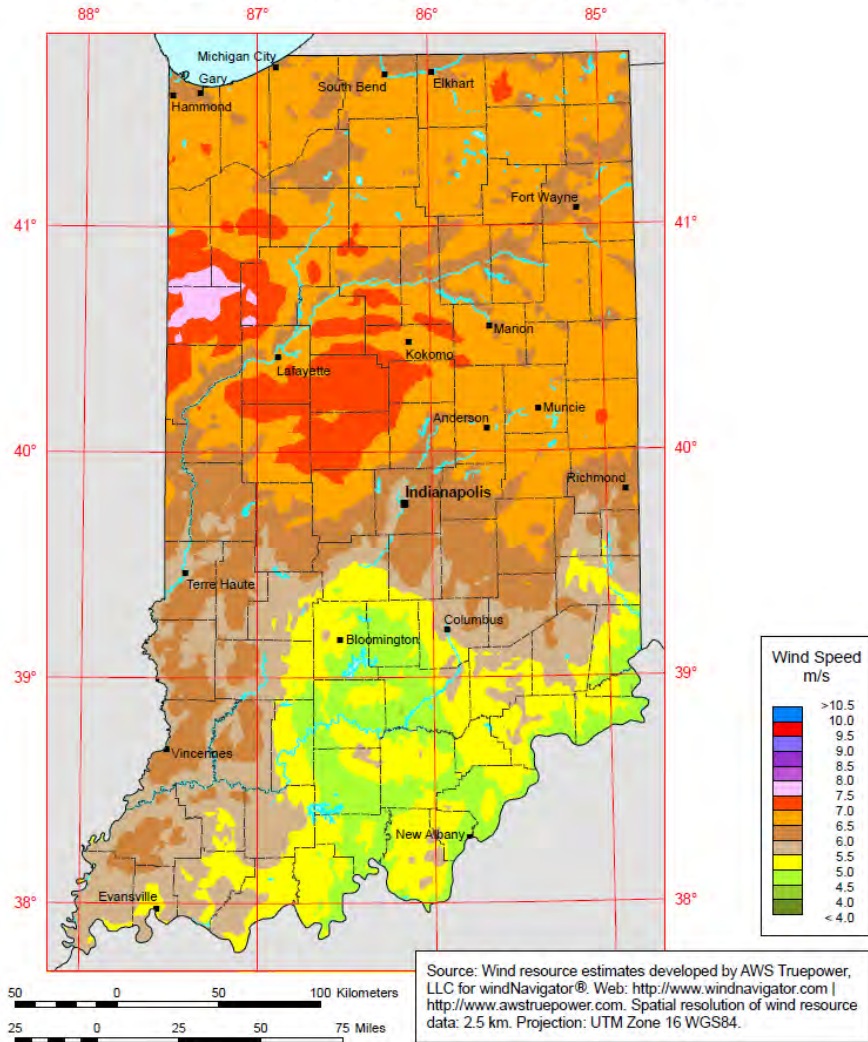 88° 87° 86° 85°
Michigan City
Gary
South Bend
Elkhart
Hammond
Fort Wayne
41° 41°
Marion
Kokomo
Lafayette
Muncie
Anderson
40° 40°
Richmond
Indianapolis
Terre Haute
Columbus
Bloomington
39° 39°
Vincennes
New Albany
Evansville
38° 38°
Wind Speed
m/s
>10.5
10.0
9.5
9.0
8.5
8.0
7.5
7.0
6.5
6.0
5.5
5.0
4.5
4.0
< 4.0
Source: Wind resource estimates developed by AWS Truepower,
LLC for windNavigator®. Web: http://www.windnavigator.com |
http://www.awstruepower.com. Spatial resolution of wind resource
data: 2.5 km. Projection: UTM Zone 16 WGS84.
50 0 50 100 Kilometers
25 0 25 50 75 Miles